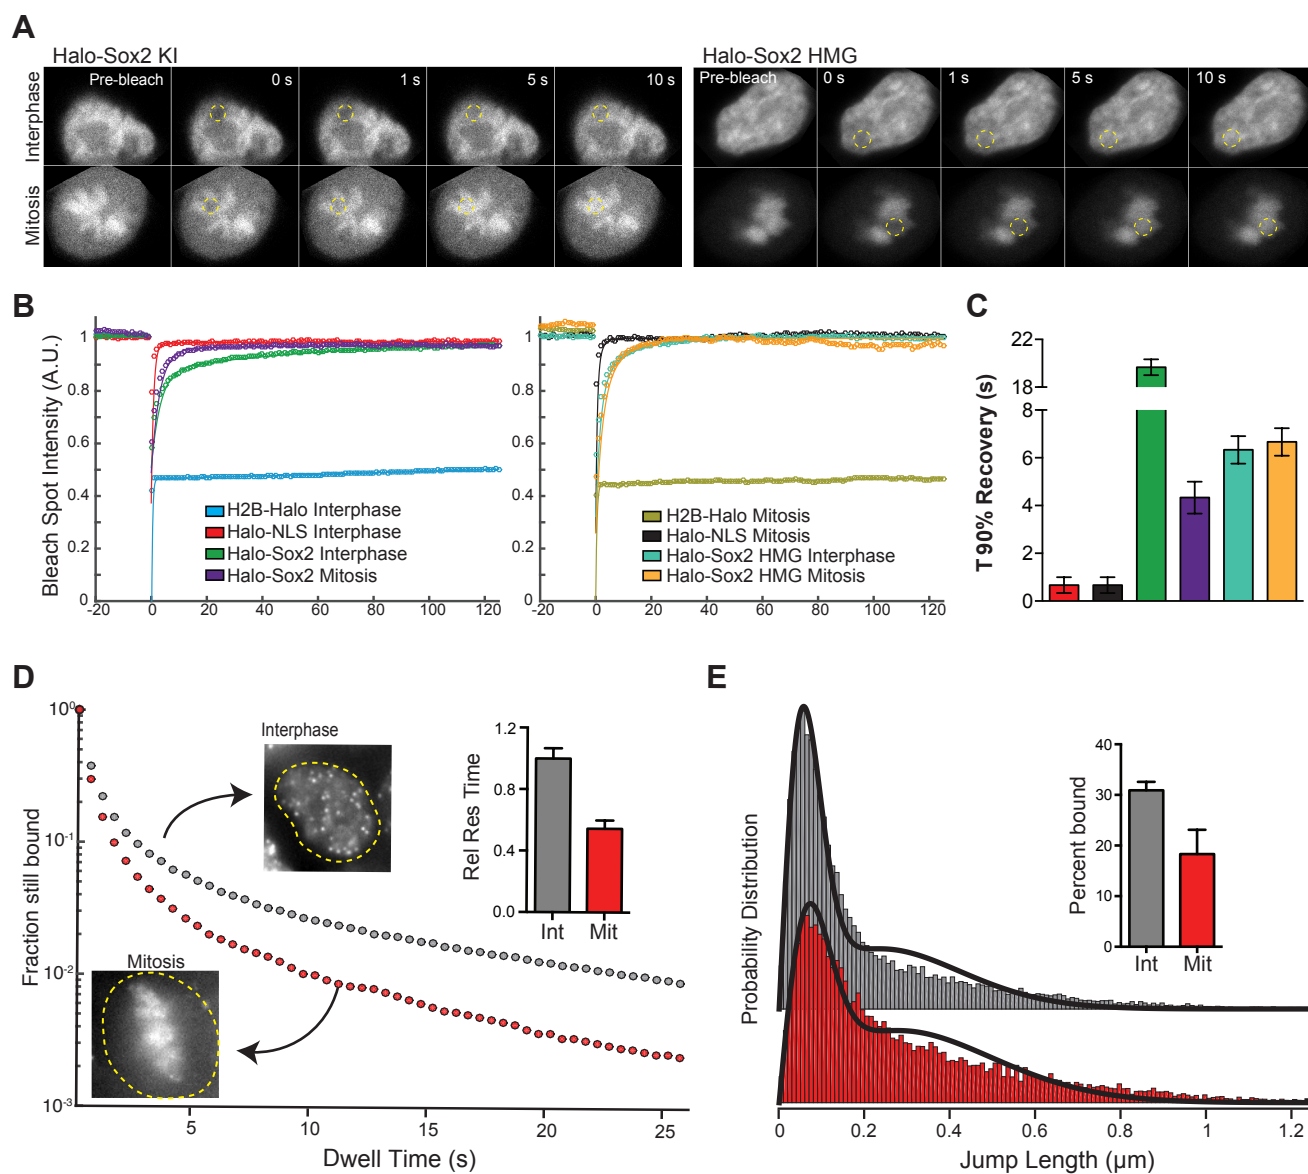 A
Halo-Sox2 KI
Halo-Sox2 HMG
Interphase
Pre-bleach 0 s 1 s 5 s 10 s
Pre-bleach 0 s 1 s 5 s 10 s
Mitosis
B
Bleach Spot Intensity (A.U.)
1
0.8
0.6
0.4
0.2
0
-20 0 20 40 60 80 100 120
H2B-Halo Interphase
Halo-NLS Interphase
Halo-Sox2 Interphase
Halo-Sox2 Mitosis
1
0.8
0.6
0.4
0.2
0
-20 0 20 40 60 80 100 120
H2B-Halo Mitosis
Halo-NLS Mitosis
Halo-Sox2 HMG Interphase
Halo-Sox2 HMG Mitosis
C
T 90% Recovery (s)
22
18
8
6
4
2
0
D
Fraction still bound
10^0
10^-1
10^-2
10^-3
5 10 15 20 25
Dwell Time (s)
Interphase
Mitosis
Rel Res Time
1.2
0.8
0.4
0.0
Int Mit
E
Probability Distribution
0 0.2 0.4 0.6 0.8 1 1.2
Jump Length (µm)
Percent bound
40
30
20
10
0
Int Mit